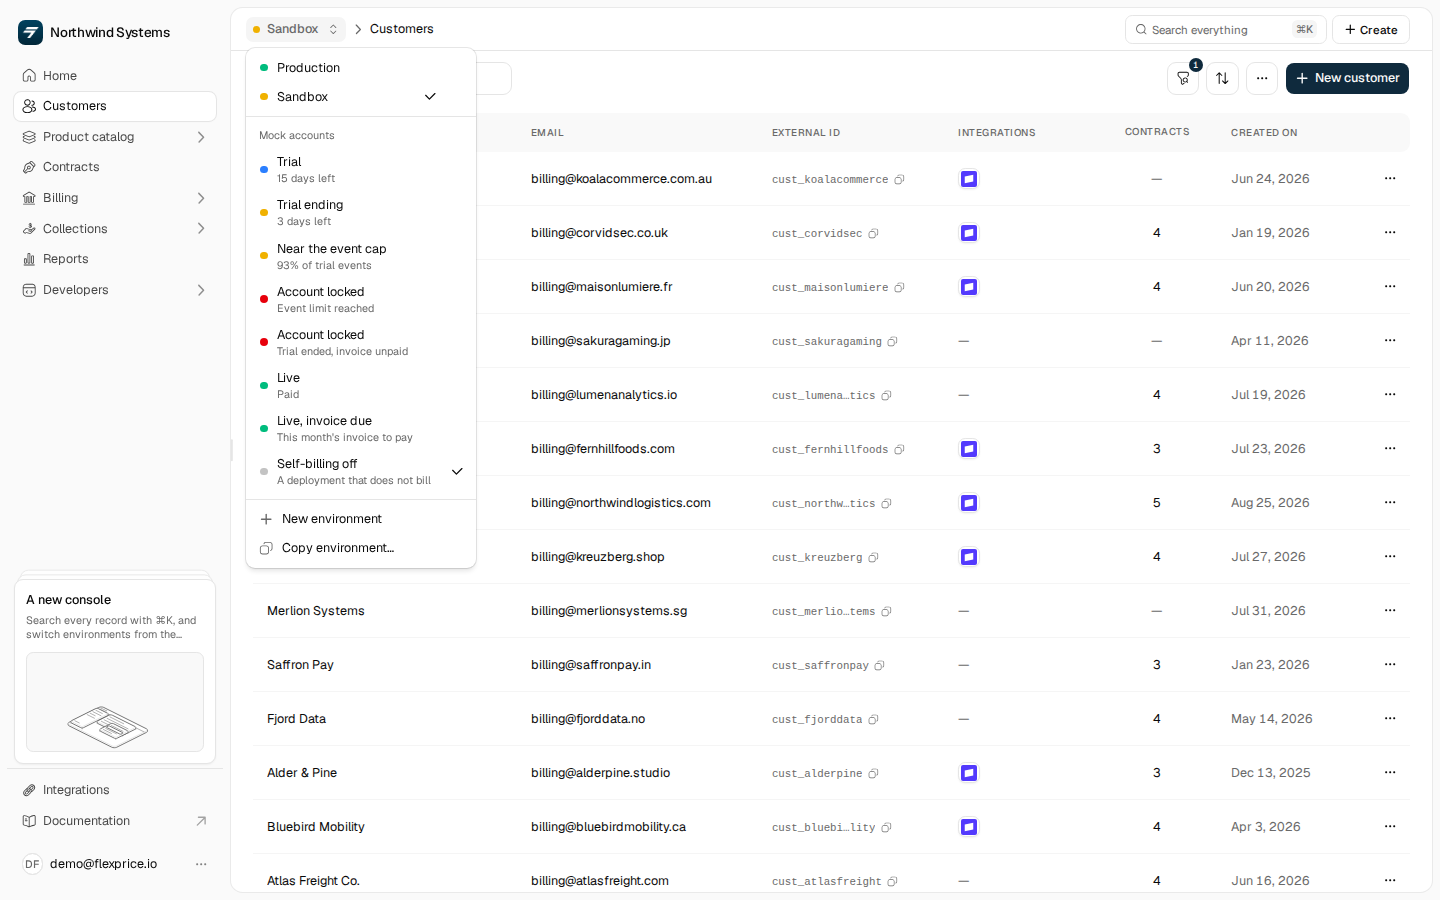 Northwind Systems
Home
Customers
Product catalog
Contracts
Billing
Collections
Reports
Developers
A new console
Search every record with ⌘K, and
switch environments from the...
Integrations
Documentation
DF demo@flexprice.io
Sandbox Customers
Search everything ⌘K
Create
Production
Sandbox
Mock accounts
Trial
15 days left
Trial ending
3 days left
Near the event cap
93% of trial events
Account locked
Event limit reached
Account locked
Trial ended, invoice unpaid
Live
Paid
Live, invoice due
This month's invoice to pay
Self-billing off
A deployment that does not bill
New environment
Copy environment...
1
New customer
EMAIL EXTERNAL ID INTEGRATIONS CONTRACTS CREATED ON
billing@koalacommerce.com.au cust_koalacommerce — Jun 24, 2026
billing@corvidsec.co.uk cust_corvidsec 4 Jan 19, 2026
billing@maisonlumiere.fr cust_maisonlumiere 4 Jun 20, 2026
billing@sakuragaming.jp cust_sakuragaming — — Apr 11, 2026
billing@lumenanalytics.io cust_lumena…tics — 4 Jul 19, 2026
billing@fernhillfoods.com cust_fernhillfoods 3 Jul 23, 2026
billing@northwindlogistics.com cust_northw…tics 5 Aug 25, 2026
billing@kreuzberg.shop cust_kreuzberg 4 Jul 27, 2026
Merlion Systems billing@merlionsystems.sg cust_merlio…tems — — Jul 31, 2026
Saffron Pay billing@saffronpay.in cust_saffronpay — 3 Jan 23, 2026
Fjord Data billing@fjorddata.no cust_fjorddata — 4 May 14, 2026
Alder & Pine billing@alderpine.studio cust_alderpine 3 Dec 13, 2025
Bluebird Mobility billing@bluebirdmobility.ca cust_bluebi…lity 4 Apr 3, 2026
Atlas Freight Co. billing@atlasfreight.com cust_atlasfreight — 4 Jun 16, 2026